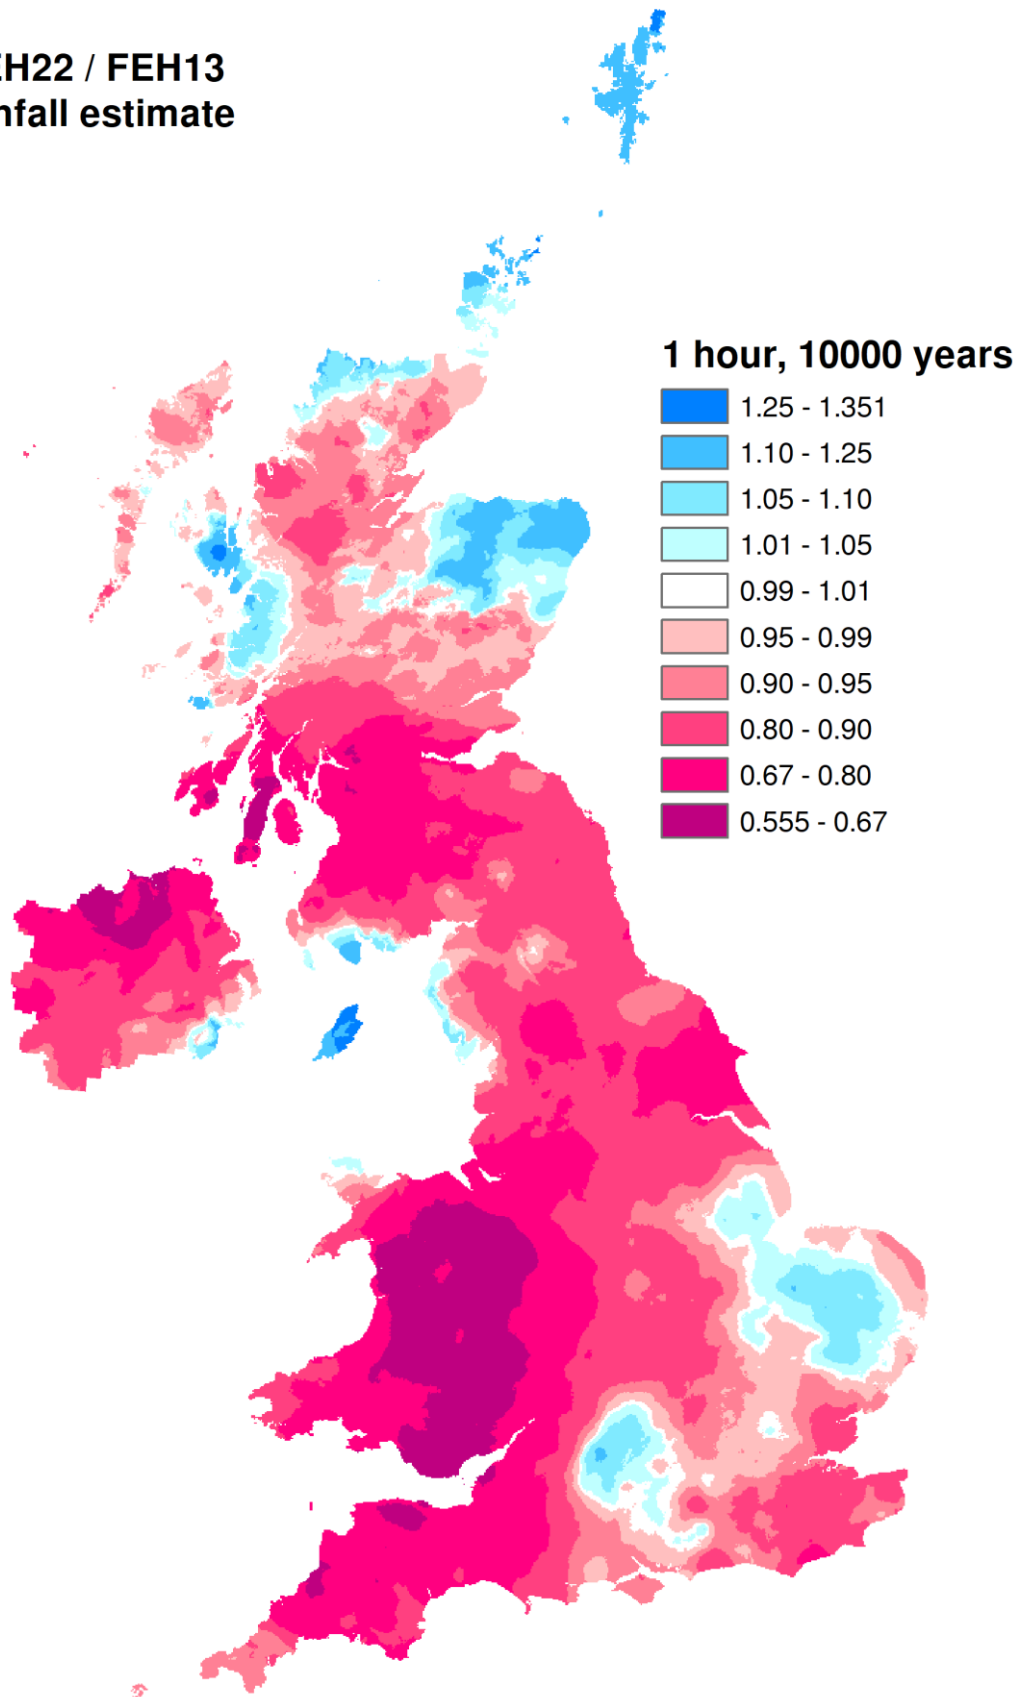 EH22 / FEH13
nfall estimate
1 hour, 10000 years
1.25 - 1.351
1.10 - 1.25
1.05 - 1.10
1.01 - 1.05
0.99 - 1.01
0.95 - 0.99
0.90 - 0.95
0.80 - 0.90
0.67 - 0.80
0.555 - 0.67